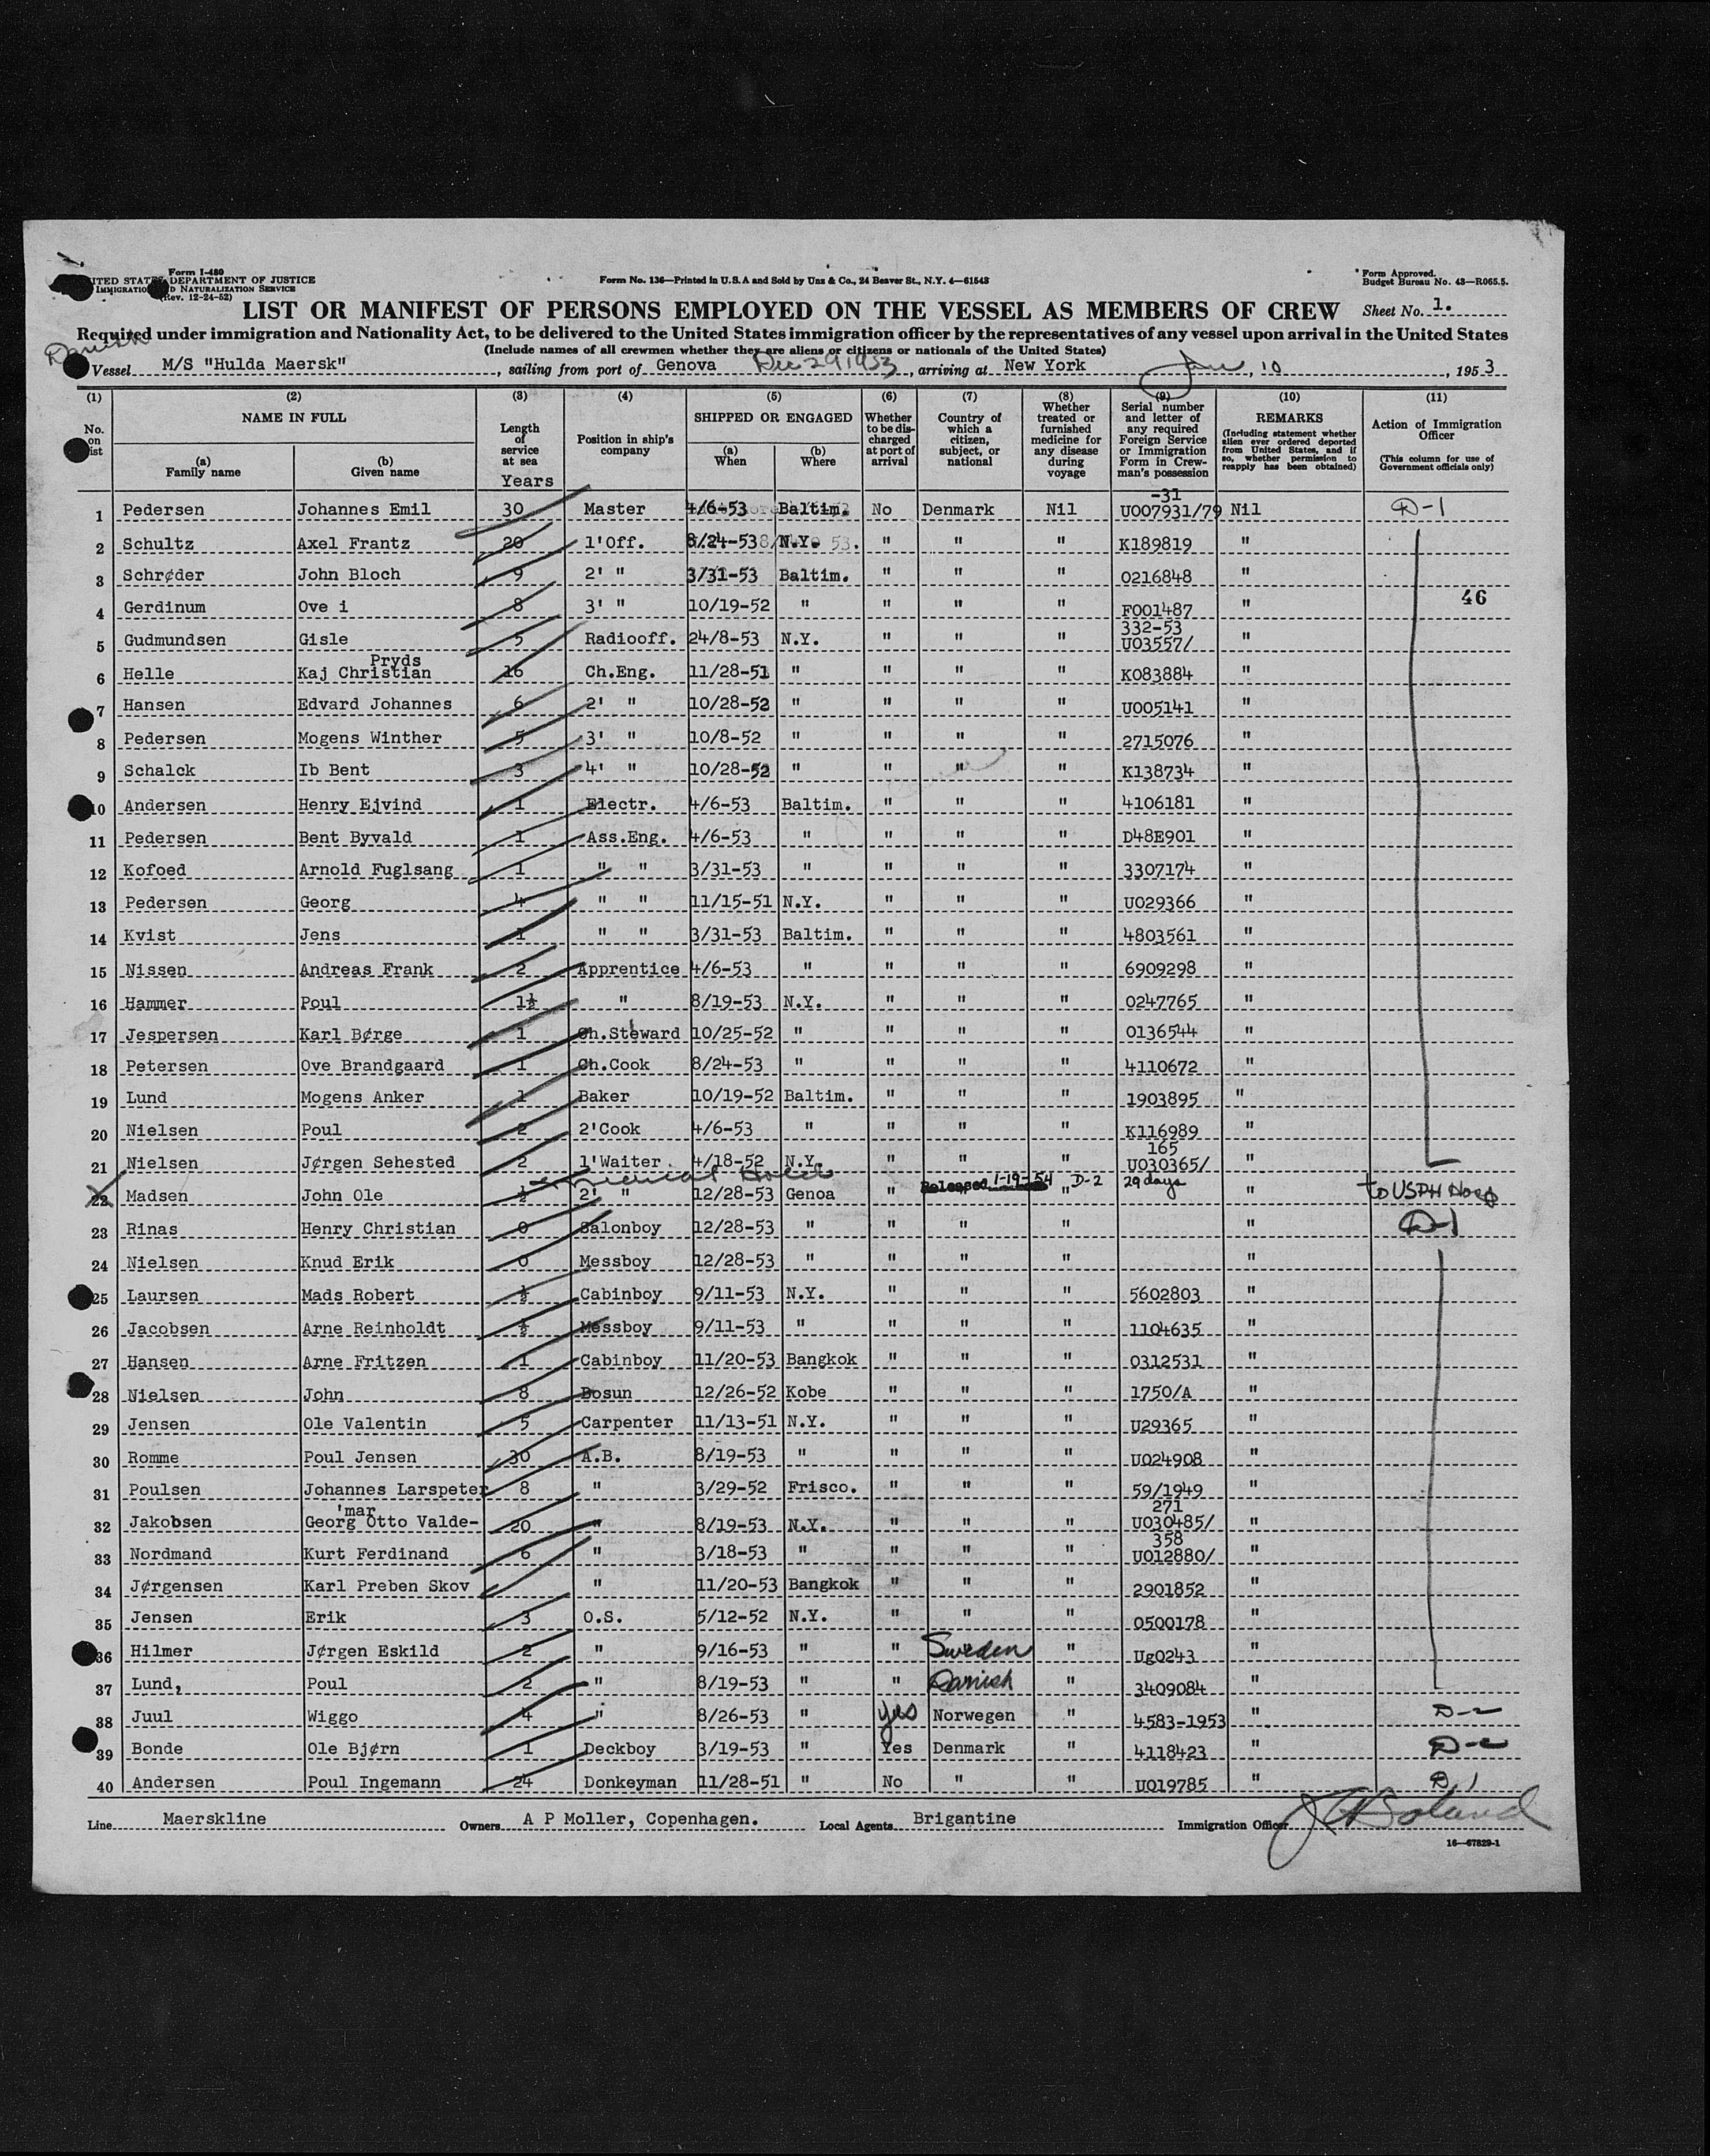 Form I-480
UNITED STATES DEPARTMENT OF JUSTICE
IMMIGRATION AND NATURALIZATION SERVICE
(Rev. 12-24-52)
Form No. 136—Printed in U.S.A and Sold by Unz & Co., 24 Beaver St., N.Y. 4—61548
Form Approved.
Budget Bureau No. 43—R065.5.
LIST OR MANIFEST OF PERSONS EMPLOYED ON THE VESSEL AS MEMBERS OF CREW Sheet No. 1.
Required under immigration and Nationality Act, to be delivered to the United States immigration officer by the representatives of any vessel upon arrival in the United States
(Include names of all crewmen whether they are aliens or citizens or nationals of the United States)
Danish
Vessel M/S "Hulda Maersk", sailing from port of Genova Dec 29 1953, arriving at New York Jan, 10, 1953
(1) (2) (3) (4) (5) (6) (7) (8) (9) (10) (11)
No. on list NAME IN FULL (a) Family name (b) Given name Length of service at sea Years Position in ship's company SHIPPED OR ENGAGED (a) When (b) Where Whether to be discharged at port of arrival Country of which a citizen, subject, or national Whether treated or furnished medicine for any disease during voyage Serial number and letter of any required Foreign Service or Immigration Form in Crewman's possession REMARKS (Including statement whether alien ever ordered deported from United States, and if so, whether permission to reapply has been obtained) Action of Immigration Officer (This column for use of Government officials only)
1 Pedersen Johannes Emil 30 Master 4/6-53 Baltim. No Denmark Nil U007931/79-31 Nil D-1
2 Schultz Axel Frantz 20 1'Off. 8/24-53 N.Y. " " " K189819 "
3 Schrøder John Bloch 9 2' " 3/31-53 Baltim. " " " 0216848 "
4 Gerdinum Ove i 8 3' " 10/19-52 " " " " F001487 " 46
5 Gudmundsen Gisle 5 Radiooff. 24/8-53 N.Y. " " " U03557/332-53 "
6 Helle Kaj Christian Pryds 16 Ch.Eng. 11/28-51 " " " " K083884 "
7 Hansen Edvard Johannes 6 2' " 10/28-52 " " " " U005141 "
8 Pedersen Mogens Winther 5 3' " 10/8-52 " " " " 2715076 "
9 Schalck Ib Bent 3 4' " 10/28-52 " " " " K138734 "
10 Andersen Henry Ejvind 1 Electr. 4/6-53 Baltim. " " " 4106181 "
11 Pedersen Bent Byvald 1 Ass.Eng. 4/6-53 " " " " D48E901 "
12 Kofoed Arnold Fuglsang 1 " " 3/31-53 " " " " 3307174 "
13 Pedersen Georg 4 " " 11/15-51 N.Y. " " " U029366 "
14 Kvist Jens 1 " " 3/31-53 Baltim. " " " 4803561 "
15 Nissen Andreas Frank 2 Apprentice 4/6-53 " " " " 6909298 "
16 Hammer Poul 1½ " 8/19-53 N.Y. " " " 0247765 "
17 Jespersen Karl Børge 1 Ch.Steward 10/25-52 " " " " 0136544 "
18 Petersen Ove Brandgaard 1 Ch.Cook 8/24-53 " " " " 4110672 "
19 Lund Mogens Anker 1 Baker 10/19-52 Baltim. " " " 1903895 "
20 Nielsen Poul 2 2'Cook 4/6-53 " " " " K116989 "
21 Nielsen Jørgen Sehested 2 1'Waiter 4/18-52 N.Y. " " " U030365/165 "
22 Madsen John Ole ½ 2' " Medical Hold 12/28-53 Genoa " " Released 1-19-54 D-2 " 29 days " to USPH Hosp
23 Rinas Henry Christian 0 Salonboy 12/28-53 " " " " " D-1
24 Nielsen Knud Erik 0 Messboy 12/28-53 " " " " "
25 Laursen Mads Robert ½ Cabinboy 9/11-53 N.Y. " " " 5602803 "
26 Jacobsen Arne Reinholdt ½ Messboy 9/11-53 " " " " 1104635 "
27 Hansen Arne Fritzen 1 Cabinboy 11/20-53 Bangkok " " " 0312531 "
28 Nielsen John 8 Bosun 12/26-52 Kobe " " " 1750/A "
29 Jensen Ole Valentin 5 Carpenter 11/13-51 N.Y. " " " U29365 "
30 Romme Poul Jensen 30 A.B. 8/19-53 " " " " U024908 "
31 Poulsen Johannes Larspeter 8 " 3/29-52 Frisco. " " " 59/1949 "
32 Jakobsen Georg Otto Valde-'mar 20 " 8/19-53 N.Y. " " " U030485/271 "
33 Nordmand Kurt Ferdinand 6 " 3/18-53 " " " " U012880/358 "
34 Jørgensen Karl Preben Skov " 11/20-53 Bangkok " " " 2901852 "
35 Jensen Erik 3 O.S. 5/12-52 N.Y. " " " 0500178 "
36 Hilmer Jørgen Eskild 2 " 9/16-53 " " Sweden " Ug0243 "
37 Lund, Poul 2 " 8/19-53 " " Danish " 3409084 "
38 Juul Wiggo 4 " 8/26-53 " yes Norwegen " 4583-1953 " D-2
39 Bonde Ole Bjørn 1 Deckboy 3/19-53 " Yes Denmark " 4118423 " D-2
40 Andersen Poul Ingemann 24 Donkeyman 11/28-51 " No " " U019785 " D 1
Line Maerskline Owners A P Moller, Copenhagen. Local Agents Brigantine Immigration Officer
16—67829-1